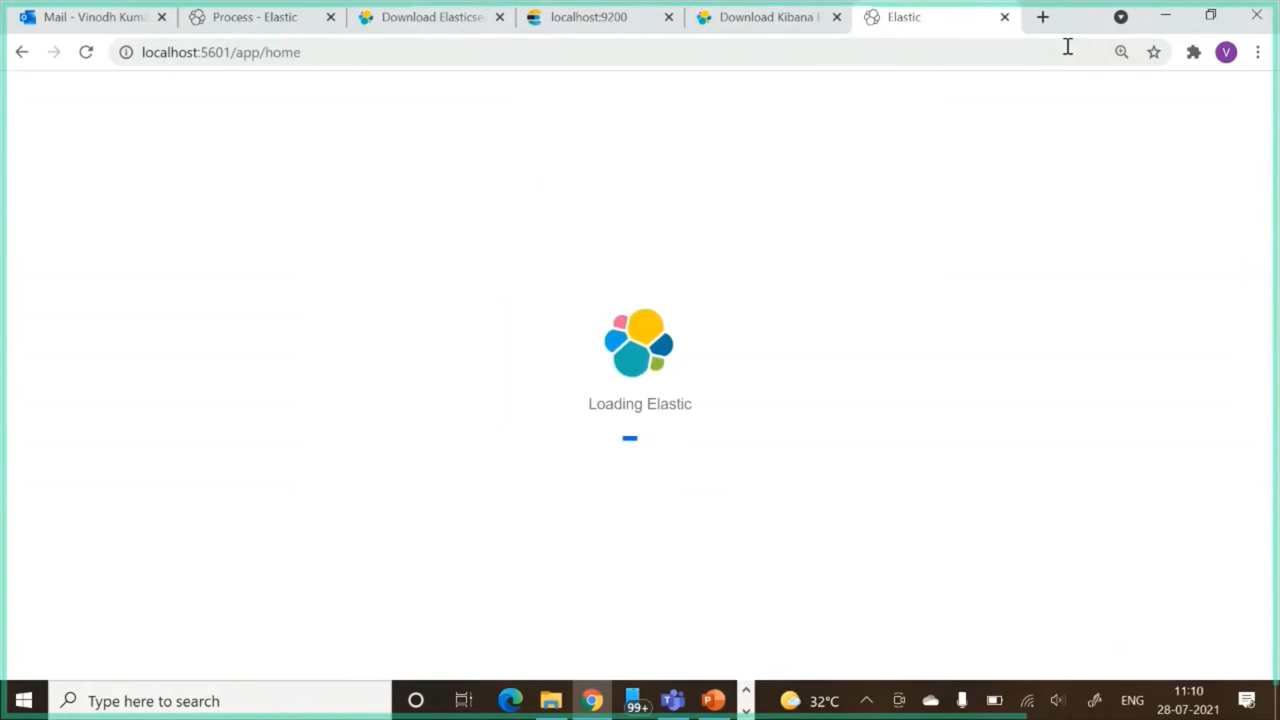 Mail - Vinodh Kuma
Process - Elastic
Download Elasticse
localhost:9200
Download Kibana F
Elastic
localhost:5601/app/home
V
Loading Elastic
Type here to search
99+
32°C
ENG
11:10
28-07-2021